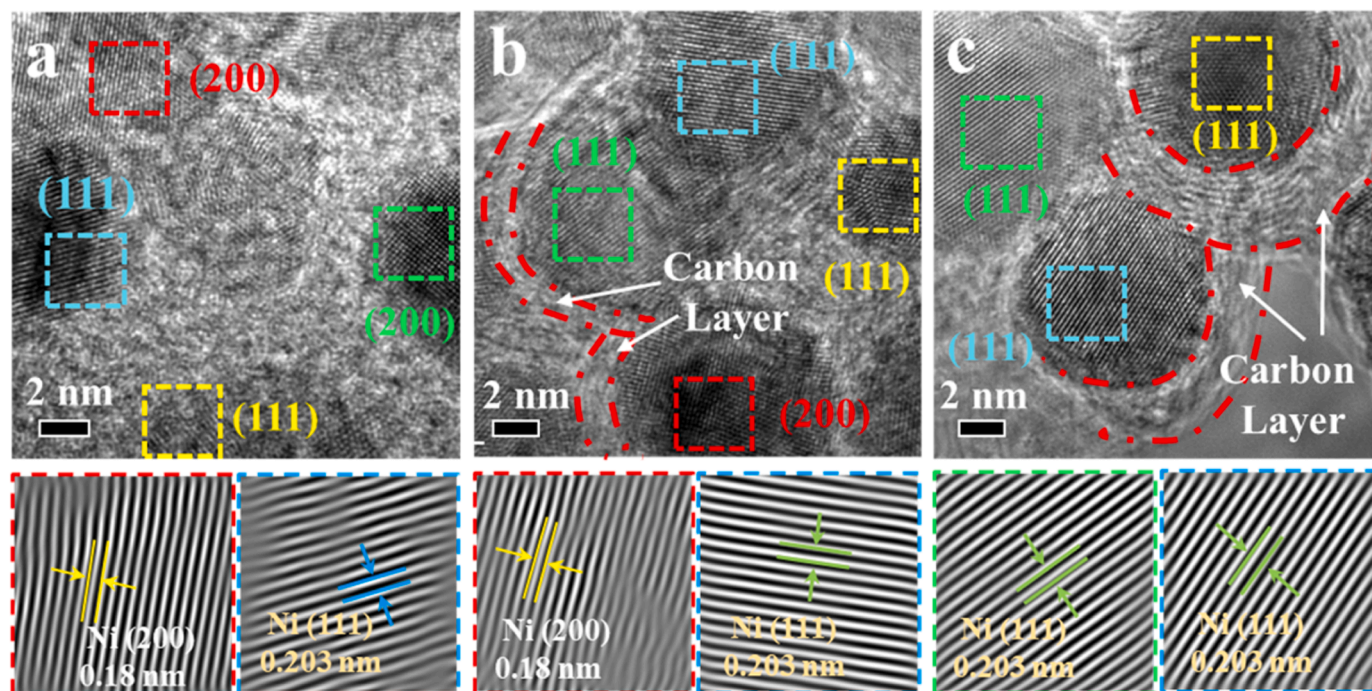 a
(200)
(111)
(200)
(111)
2 nm
b
(111)
(111)
(111)
Carbon
Layer
(200)
2 nm
c
(111)
(111)
(111)
Carbon
Layer
2 nm
Ni (200)
0.18 nm
Ni (111)
0.203 nm
Ni (200)
0.18 nm
Ni (111)
0.203 nm
Ni (111)
0.203 nm
Ni (111)
0.203 nm